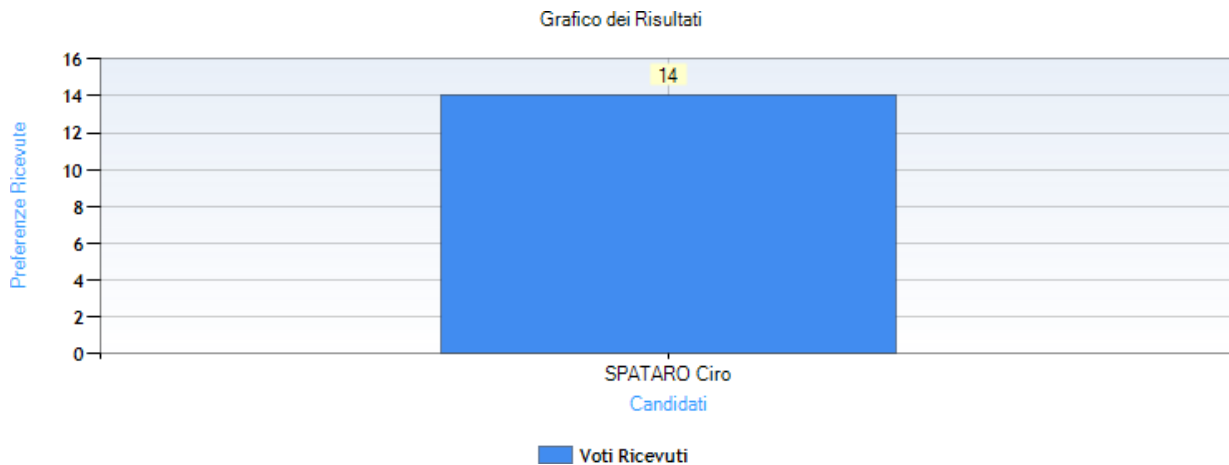 Grafico dei Risultati
Preferenze Ricevute
16
14
12
10
8
6
4
2
0
14
SPATARO Ciro
Candidati
Voti Ricevuti